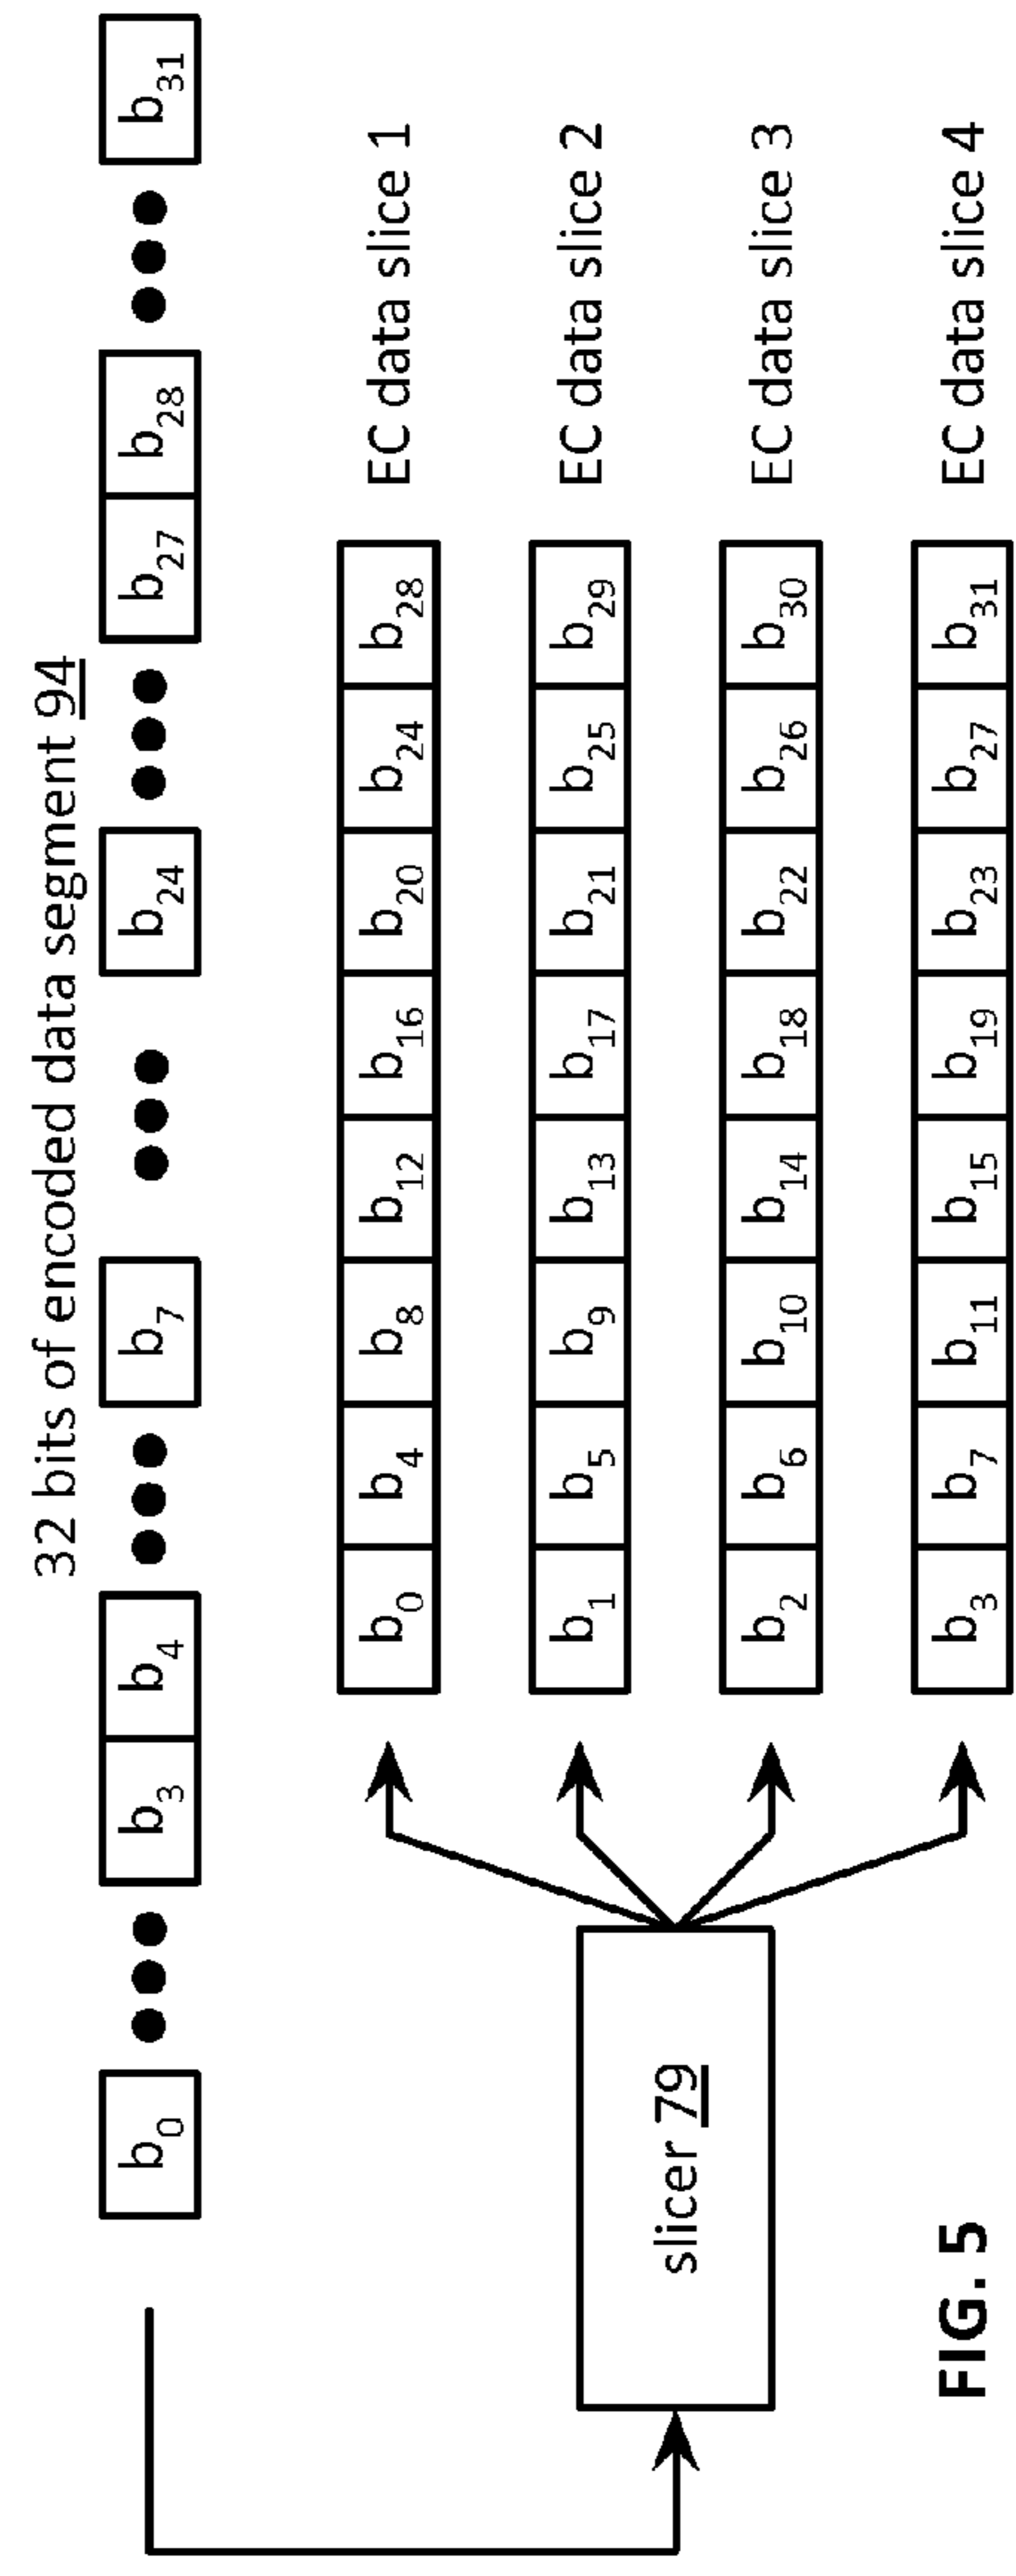 32 bits of encoded data segment 94
b0 ••• b3 b4 ••• b7 ••• b24 ••• b27 b28 ••• b31
b0 b4 b8 b12 b16 b20 b24 b28 EC data slice 1
b1 b5 b9 b13 b17 b21 b25 b29 EC data slice 2
slicer 79
b2 b6 b10 b14 b18 b22 b26 b30 EC data slice 3
b3 b7 b11 b15 b19 b23 b27 b31 EC data slice 4
FIG. 5